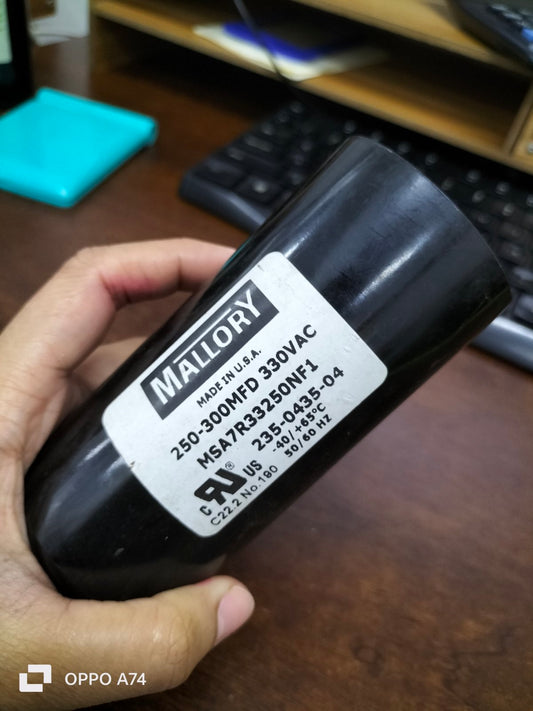 MALLORY
MADE IN U.S.A.
250-300MFD 330VAC
MSA7R33250NF1
235-0435-04
-40/+65°C
50/60 HZ
C RU® US
C22.2 No.190
OPPO A74